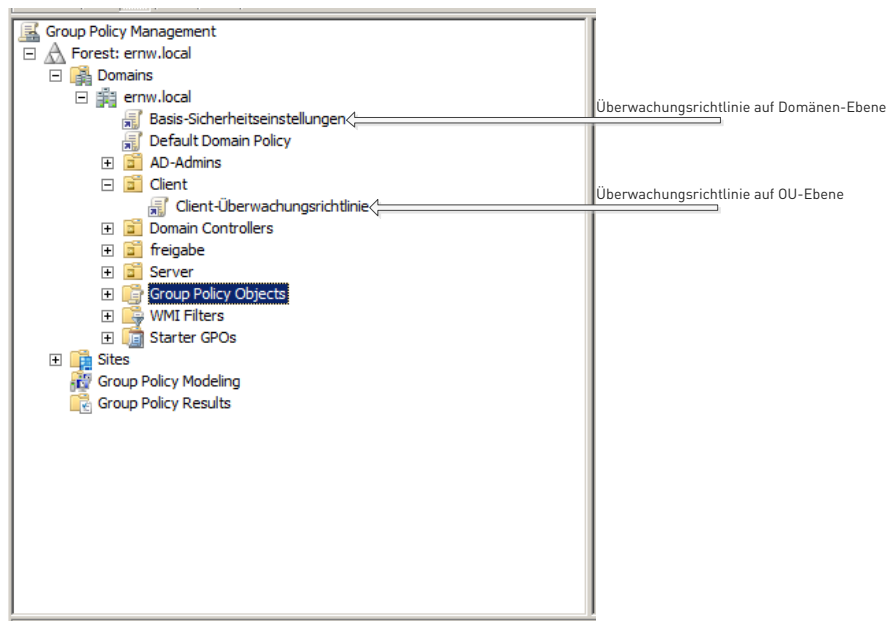 Group Policy Management
Forest: ernw.local
Domains
ernw.local
Basis-Sicherheitseinstellungen
Überwachungsrichtlinie auf Domänen-Ebene
Default Domain Policy
AD-Admins
Client
Client-Überwachungsrichtlinie
Überwachungsrichtlinie auf OU-Ebene
Domain Controllers
freigabe
Server
Group Policy Objects
WMI Filters
Starter GPOs
Sites
Group Policy Modeling
Group Policy Results